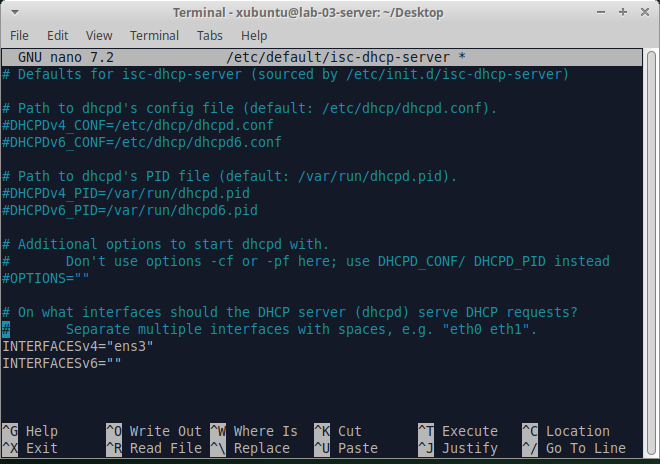 Terminal - xubuntu@lab-03-server: ~/Desktop
File Edit View Terminal Tabs Help
GNU nano 7.2 /etc/default/isc-dhcp-server *
# Defaults for isc-dhcp-server (sourced by /etc/init.d/isc-dhcp-server)
# Path to dhcpd's config file (default: /etc/dhcp/dhcpd.conf).
#DHCPDv4_CONF=/etc/dhcp/dhcpd.conf
#DHCPDv6_CONF=/etc/dhcp/dhcpd6.conf
# Path to dhcpd's PID file (default: /var/run/dhcpd.pid).
#DHCPDv4_PID=/var/run/dhcpd.pid
#DHCPDv6_PID=/var/run/dhcpd6.pid
# Additional options to start dhcpd with.
# Don't use options -cf or -pf here; use DHCPD_CONF/ DHCPD_PID instead
#OPTIONS=""
# On what interfaces should the DHCP server (dhcpd) serve DHCP requests?
# Separate multiple interfaces with spaces, e.g. "eth0 eth1".
INTERFACESv4="ens3"
INTERFACESv6=""
^G Help ^O Write Out ^W Where Is ^K Cut ^T Execute ^C Location
^X Exit ^R Read File ^\ Replace ^U Paste ^J Justify ^/ Go To Line